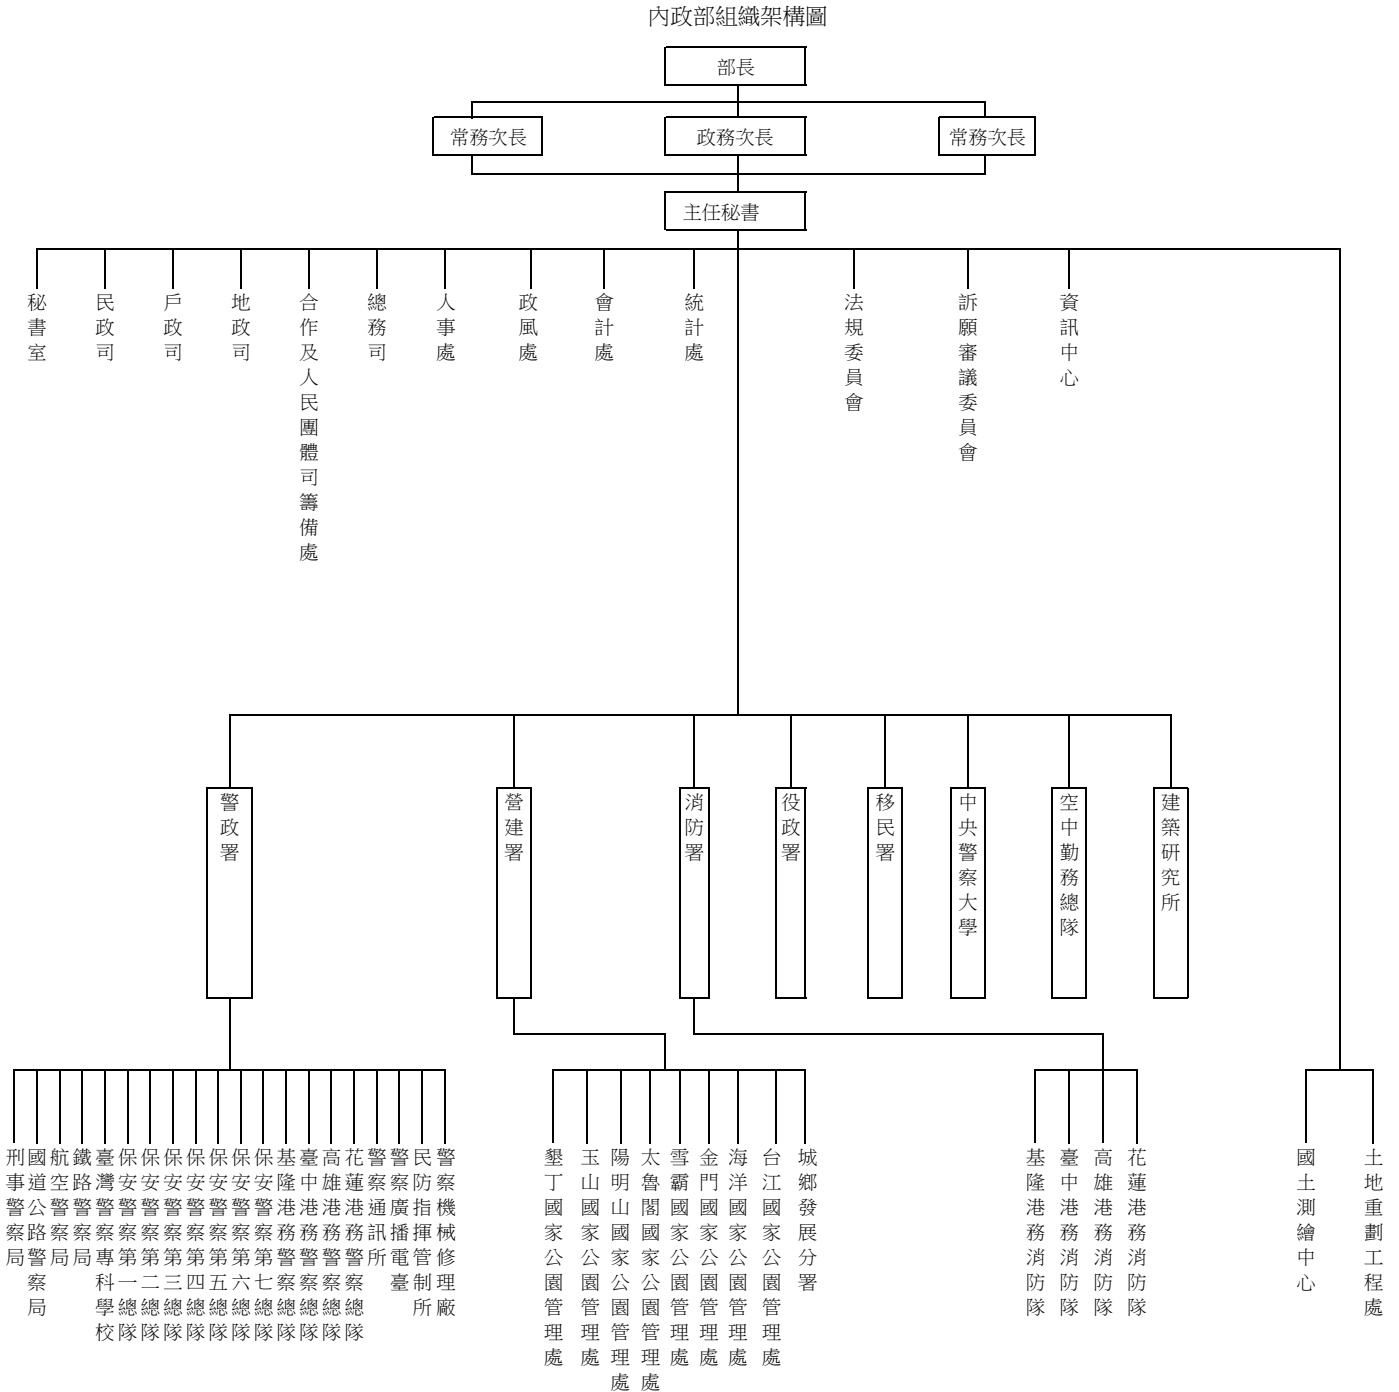 內政部組織架構圖
部長
常務次長
政務次長
常務次長
主任秘書
秘書室
民政司
戶政司
地政司
合作及人民團體司籌備處
總務司
人事處
政風處
會計處
統計處
法規委員會
訴願審議委員會
資訊中心
警政署
營建署
消防署
役政署
移民署
中央警察大學
空中勤務總隊
建築研究所
刑事警察局
國道公路警察局
航空警察局
鐵路警察局
臺灣警察專科學校
保安警察第一總隊
保安警察第二總隊
保安警察第三總隊
保安警察第四總隊
保安警察第五總隊
保安警察第六總隊
保安警察第七總隊
基隆港務警察總隊
臺中港務警察總隊
高雄港務警察總隊
花蓮港務警察總隊
警察通訊所
警察廣播電臺
民防指揮管制所
警察機械修理廠
墾丁國家公園管理處
玉山國家公園管理處
陽明山國家公園管理處
太魯閣國家公園管理處
雪霸國家公園管理處
金門國家公園管理處
海洋國家公園管理處
台江國家公園管理處
城鄉發展分署
基隆港務消防隊
臺中港務消防隊
高雄港務消防隊
花蓮港務消防隊
國土測繪中心
土地重劃工程處